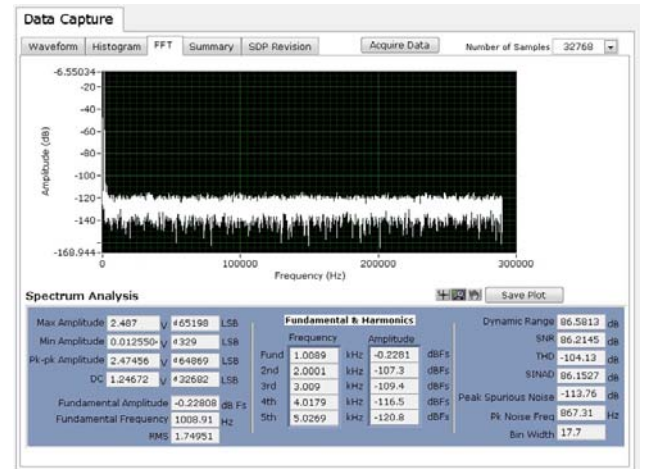 Data Capture
Waveform Histogram FFT Summary SDP Revision Acquire Data Number of Samples 32768
-6.55034
-20
-40
-60
-80
-100
-120
-140
-168.944
Amplitude (dB)
0 100000 200000 300000
Frequency (Hz)
Spectrum Analysis Save Plot
Max Amplitude 2.487 V 65198 LSB
Min Amplitude 0.012550 V 329 LSB
Pk-pk Amplitude 2.47456 V 64869 LSB
DC 1.24672 V 32682 LSB
Fundamental Amplitude -0.22808 dB Fs
Fundamental Frequency 1008.91 Hz
RMS 1.74951
Fundamental & Harmonics
Frequency Amplitude
Fund 1.0089 kHz -0.2281 dBFs
2nd 2.0001 kHz -107.3 dBFs
3rd 3.009 kHz -109.4 dBFs
4th 4.0179 kHz -116.5 dBFs
5th 5.0269 kHz -120.8 dBFs
Dynamic Range 86.5813 dB
SNR 86.2145 dB
THD -104.13 dB
SINAD 86.1527 dB
Peak Spurious Noise -113.76 dB
Pk Noise Freq 867.31 Hz
Bin Width 17.7